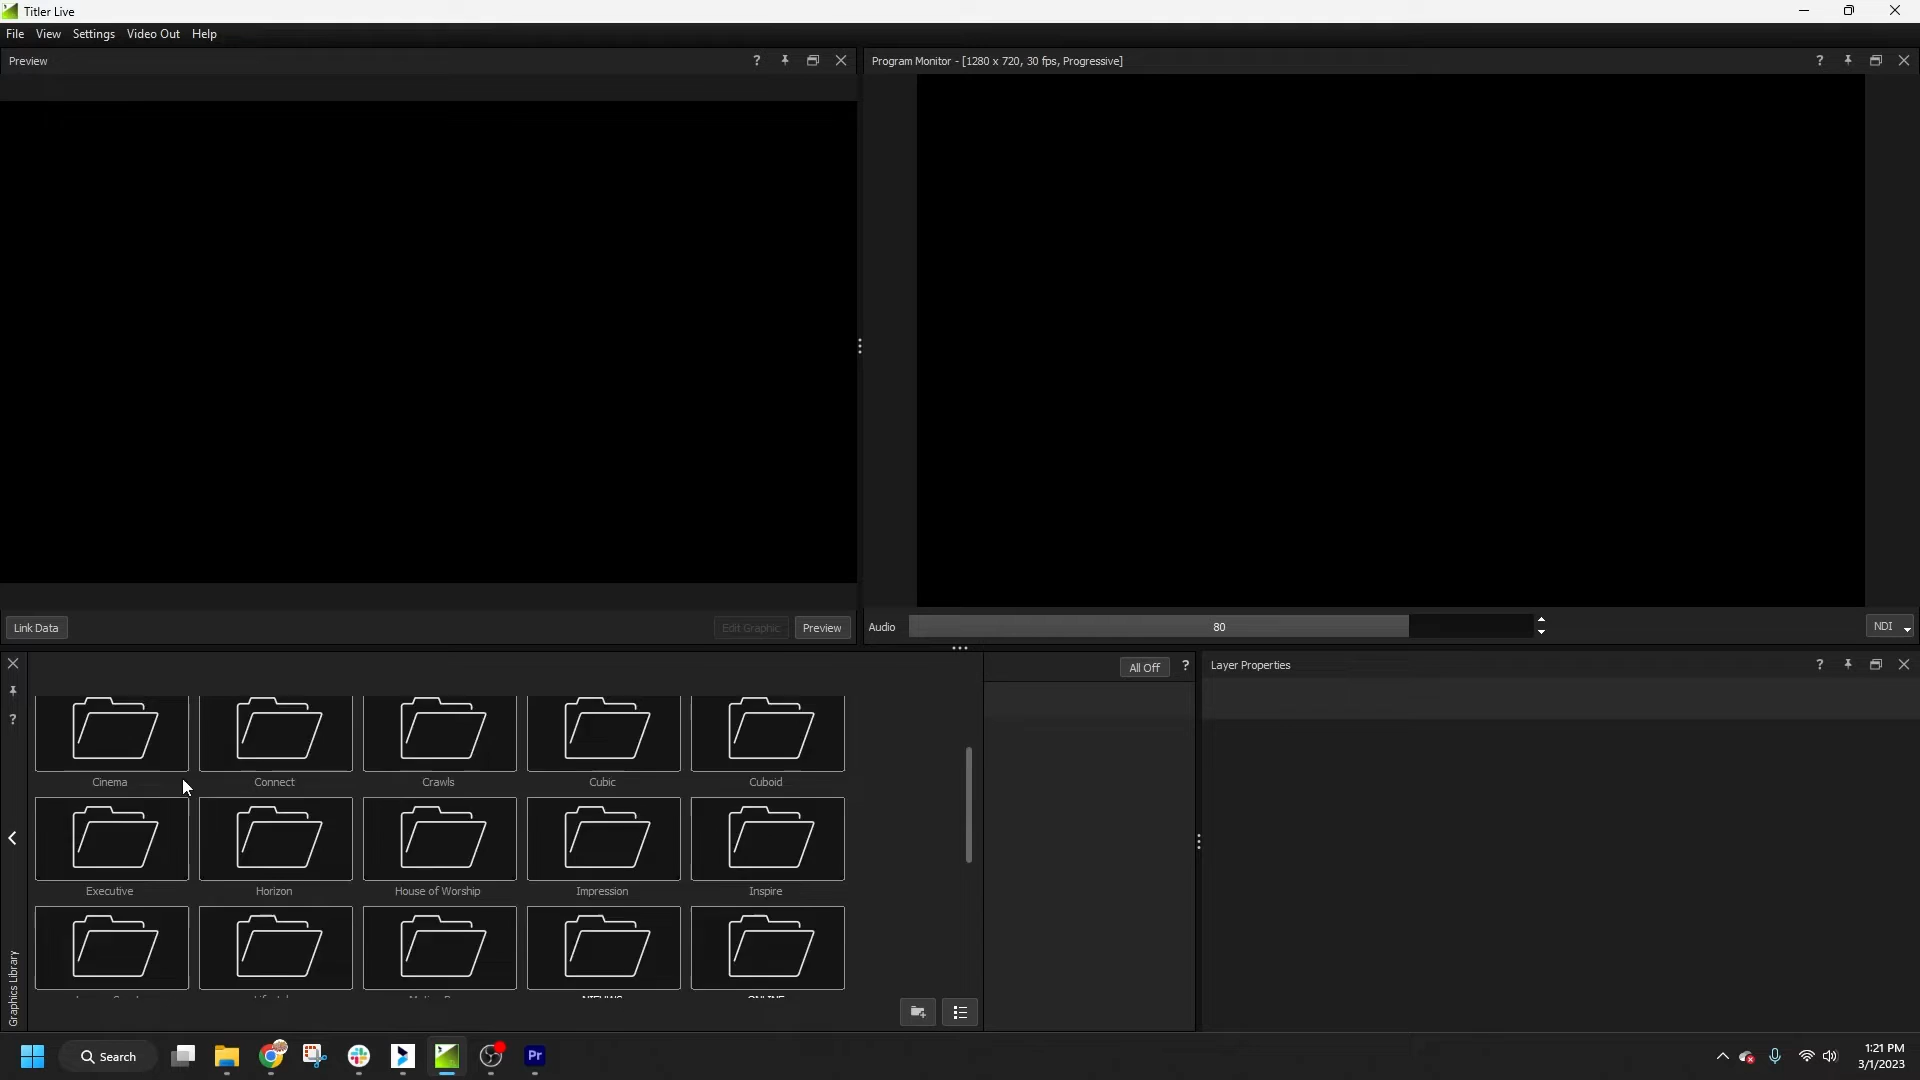 Titler Live
File View Settings Video Out Help
Preview
Program Monitor - [1280 x 720, 30 fps, Progressive]
Link Data
Edit Graphic
Preview
Audio
80
NDI
All Off
Layer Properties
Cinema
Connect
Crawls
Cubic
Cuboid
Executive
Horizon
House of Worship
Impression
Inspire
Graphics Library
Search
Pr
1:21 PM
3/1/2023